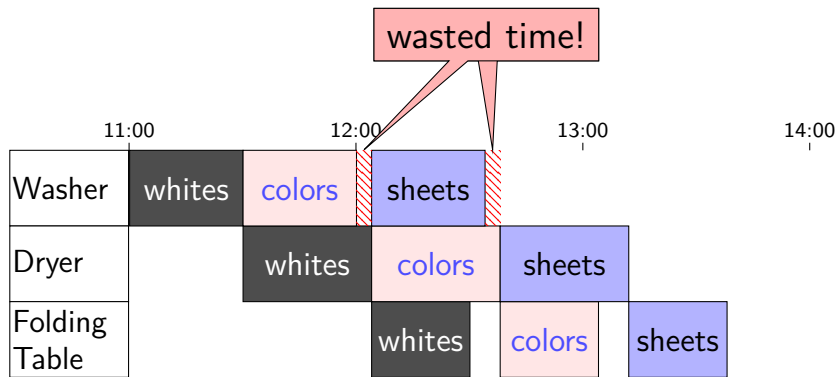 wasted time!
11:00 12:00 13:00 14:00
Washer whites colors sheets
Dryer whites colors sheets
Folding
Table
whites colors sheets